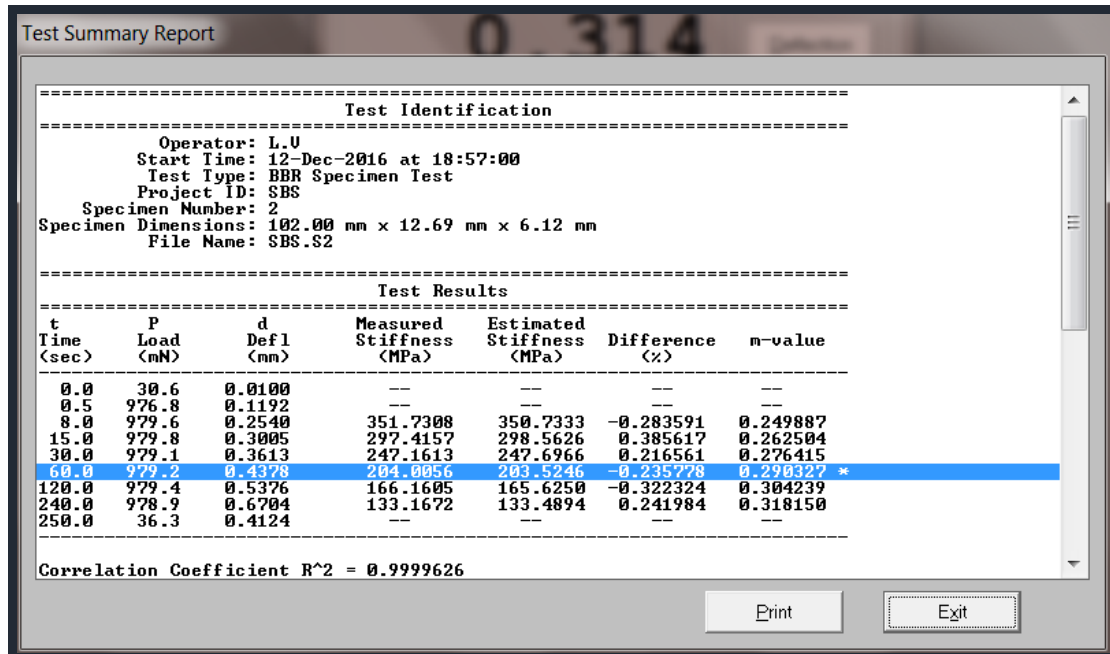 Test Summary Report
0.314
================================================================================
Test Identification
================================================================================
Operator: L.V
Start Time: 12-Dec-2016 at 18:57:00
Test Type: BBR Specimen Test
Project ID: SBS
Specimen Number: 2
Specimen Dimensions: 102.00 mm x 12.69 mm x 6.12 mm
File Name: SBS.S2
================================================================================
Test Results
================================================================================
t P d Measured Estimated
Time Load Defl Stiffness Stiffness Difference m-value
(sec) (mN) (mm) (MPa) (MPa) (%)
--------------------------------------------------------------------------------
0.0 30.6 0.0100 -- -- -- --
0.5 976.8 0.1192 -- -- -- --
8.0 979.6 0.2540 351.7308 350.7333 -0.283591 0.249887
15.0 979.8 0.3005 297.4157 298.5626 0.385617 0.262504
30.0 979.1 0.3613 247.1613 247.6966 0.216561 0.276415
60.0 979.2 0.4378 204.0056 203.5246 -0.235778 0.290327 *
120.0 979.4 0.5376 166.1605 165.6250 -0.322324 0.304239
240.0 978.9 0.6704 133.1672 133.4894 0.241984 0.318150
250.0 36.3 0.4124 -- -- -- --
--------------------------------------------------------------------------------
Correlation Coefficient R^2 = 0.9999626
Print Exit